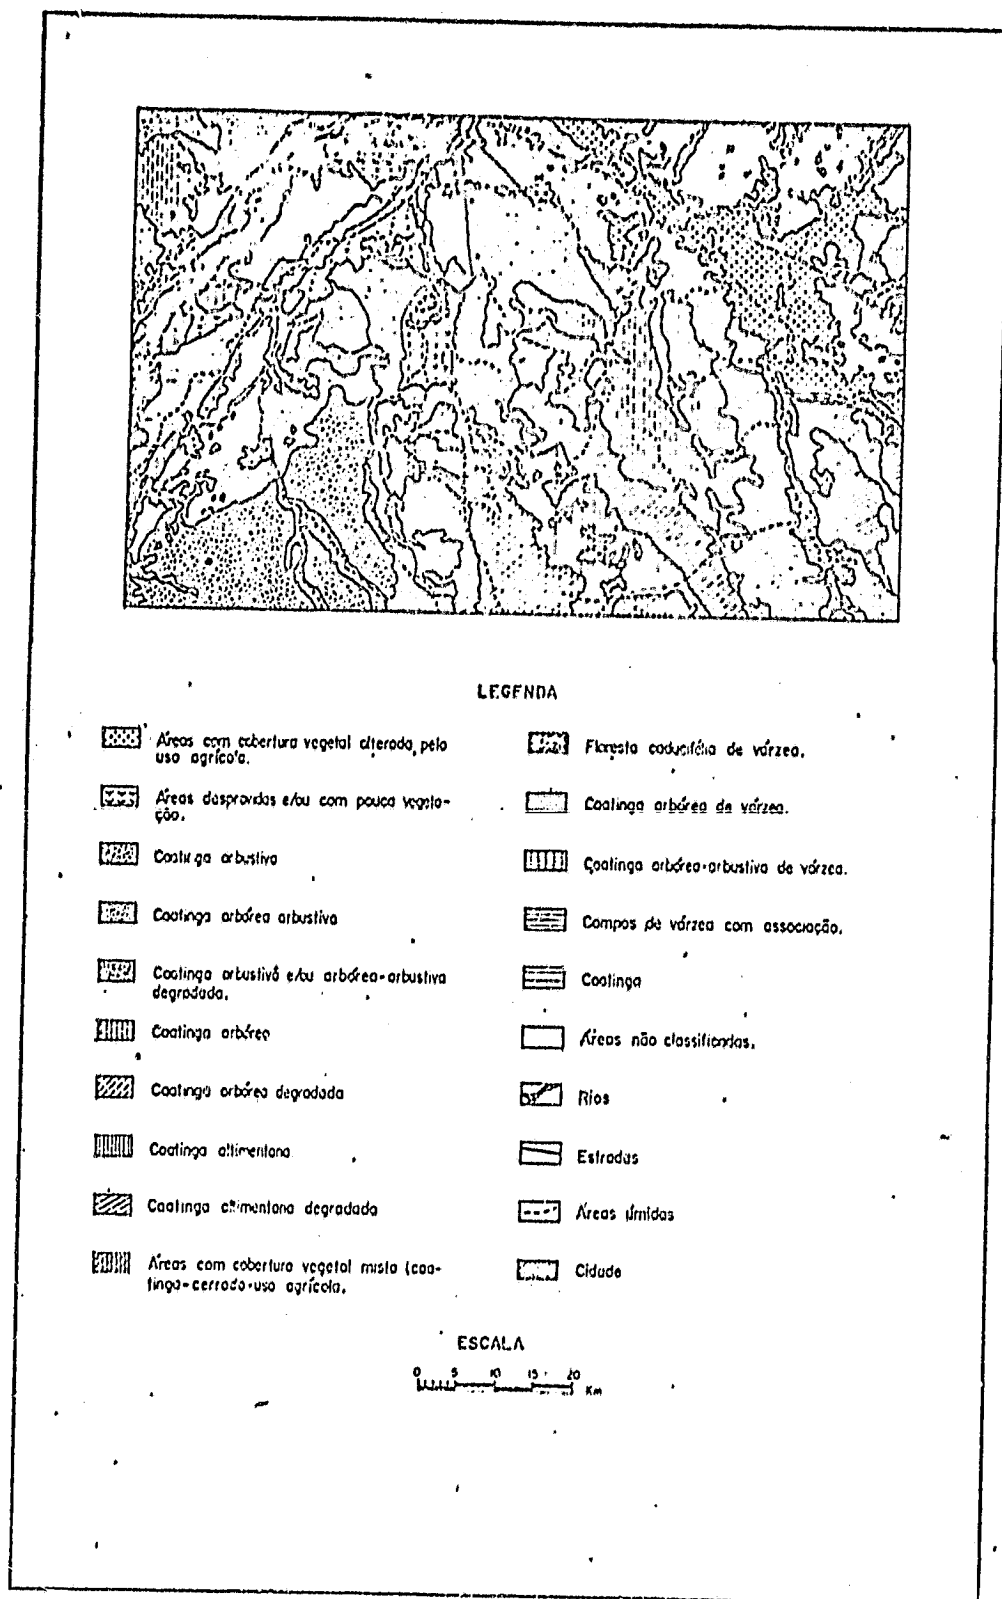 LEGENDA
Áreas com cobertura vegetal alterada pelo
uso agrícola.
Áreas desprovidas e/ou com pouca vegeta-
ção.
Caatinga arbustiva
Caatinga arbórea arbustiva
Caatinga arbustiva e/ou arbórea-arbustiva
degradada.
Caatinga arbórea
Caatinga arbórea degradada
Caatinga altimontana
Caatinga altimontana degradada
Áreas com cobertura vegetal mista (caa-
tinga-cerrado-uso agrícola.
Floresta caducifólia de várzea.
Caatinga arbórea de várzea.
Caatinga arbórea-arbustiva de várzea.
Campos de várzea com associação.
Caatinga
Áreas não classificadas.
Rios
Estradas
Áreas úmidas
Cidade
ESCALA
0 5 10 15 20
Km